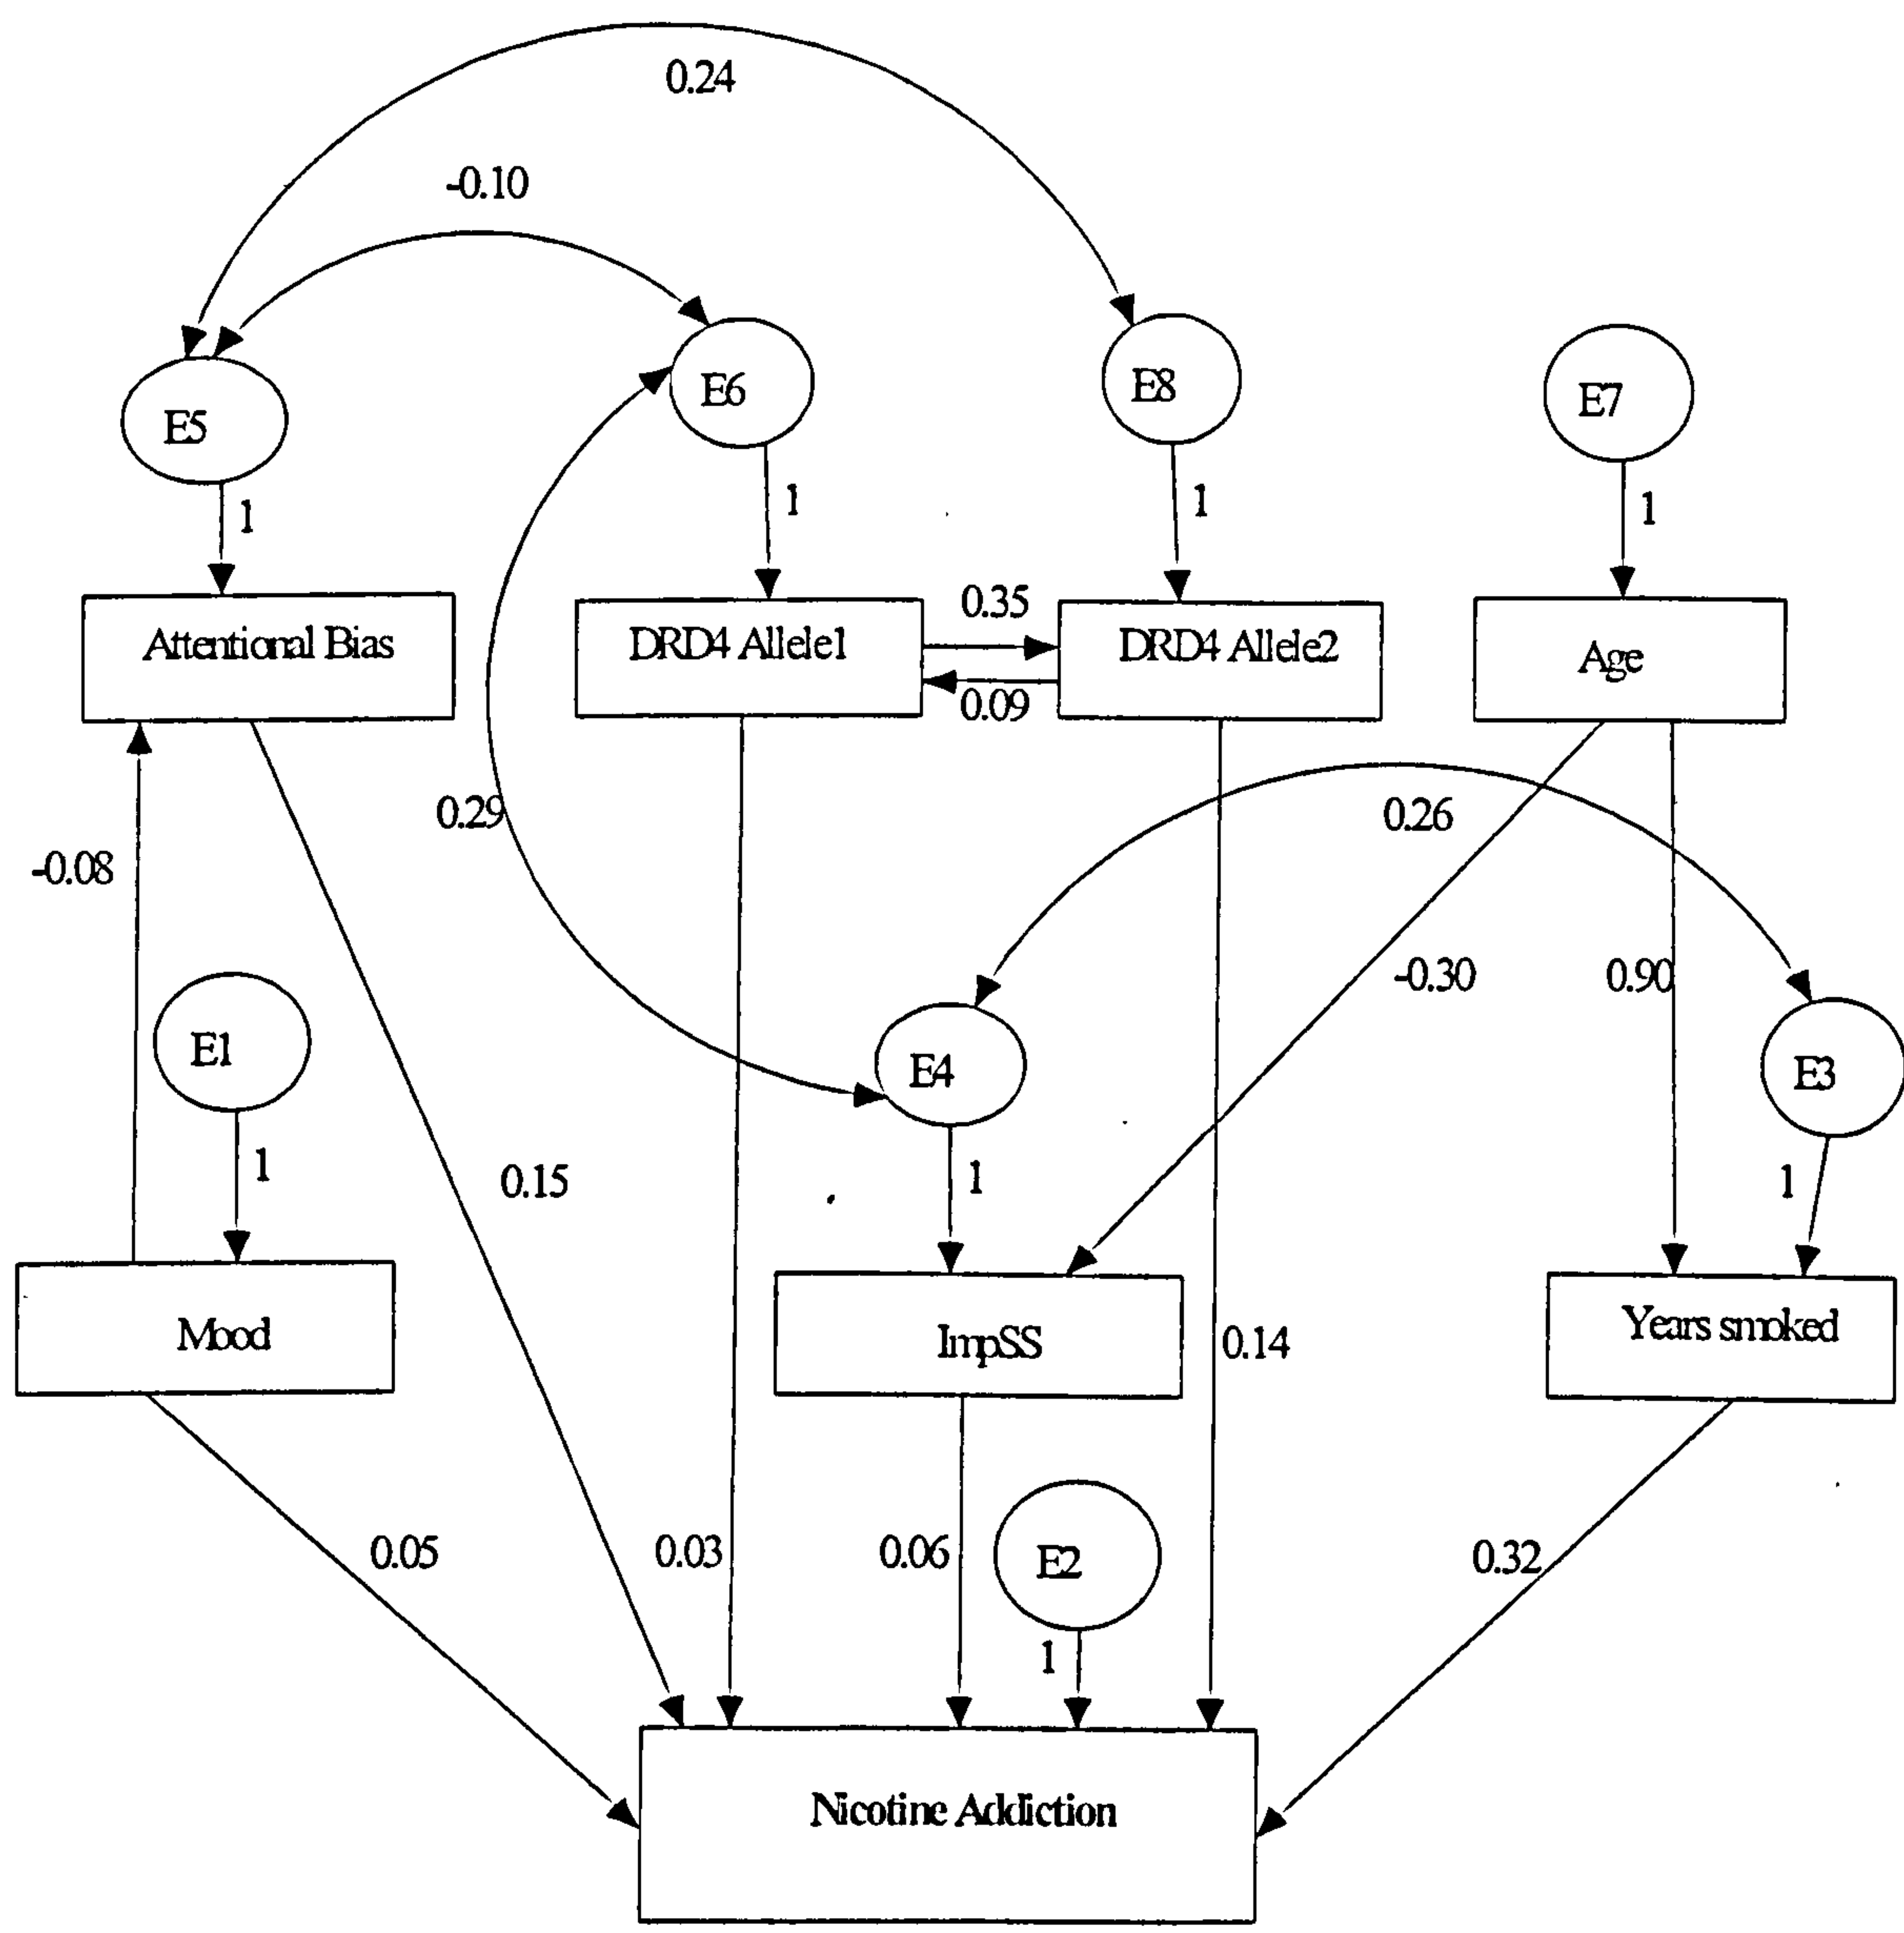 0.24
-0.10
E5
E6
E8
E7
1
1
1
1
Attentional Bias
DRD4 Allele1
0.35
0.09
DRD4 Allele2
Age
0.29
0.26
-0.08
-0.30
0.90
E1
E4
E3
1
0.15
1
1
Mood
ImpSS
0.14
Years smoked
0.05
0.03
0.06
E2
0.32
1
Nicotine Addiction